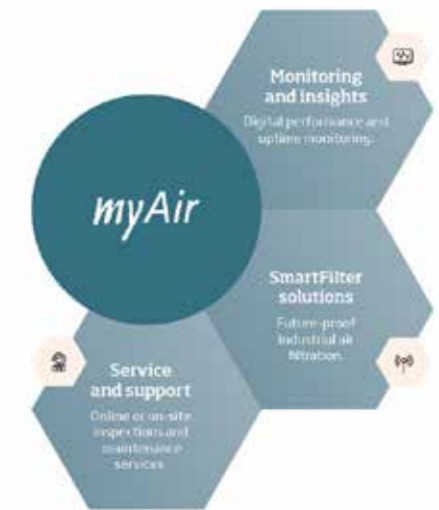 Monitoring
and insights
Digital performance and
uptime monitoring.
myAir
SmartFilter
solutions
Future-proof
industrial air
filtration.
Service
and support
Online or on-site
inspections and
maintenance
services